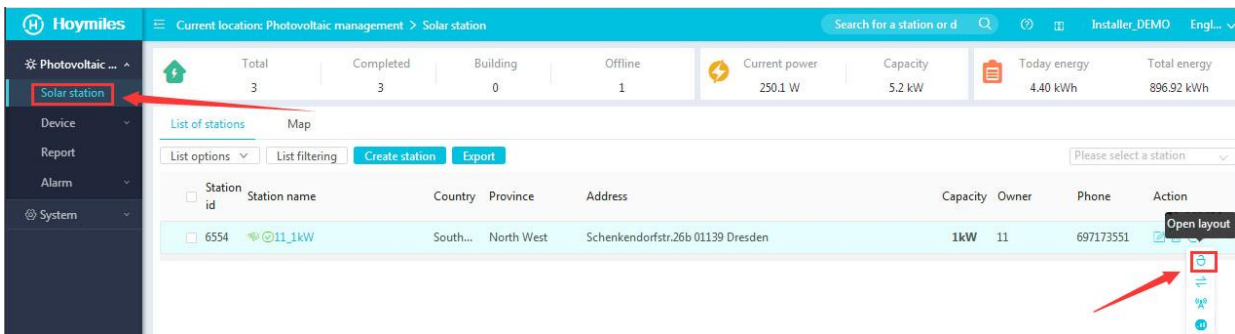 Hoymiles
Current location: Photovoltaic management > Solar station
Search for a station or d
Installer_DEMO
Engl...
Photovoltaic ...
Solar station
Device
Report
Alarm
System
Total
3
Completed
3
Building
0
Offline
1
Current power
250.1 W
Capacity
5.2 kW
Today energy
4.40 kWh
Total energy
896.92 kWh
List of stations
Map
List options
List filtering
Create station
Export
Please select a station
Station id
Station name
Country
Province
Address
Capacity
Owner
Phone
Action
Open layout
6554
11_1kW
South...
North West
Schenkendorfstr.26b 01139 Dresden
1kW
11
697173551